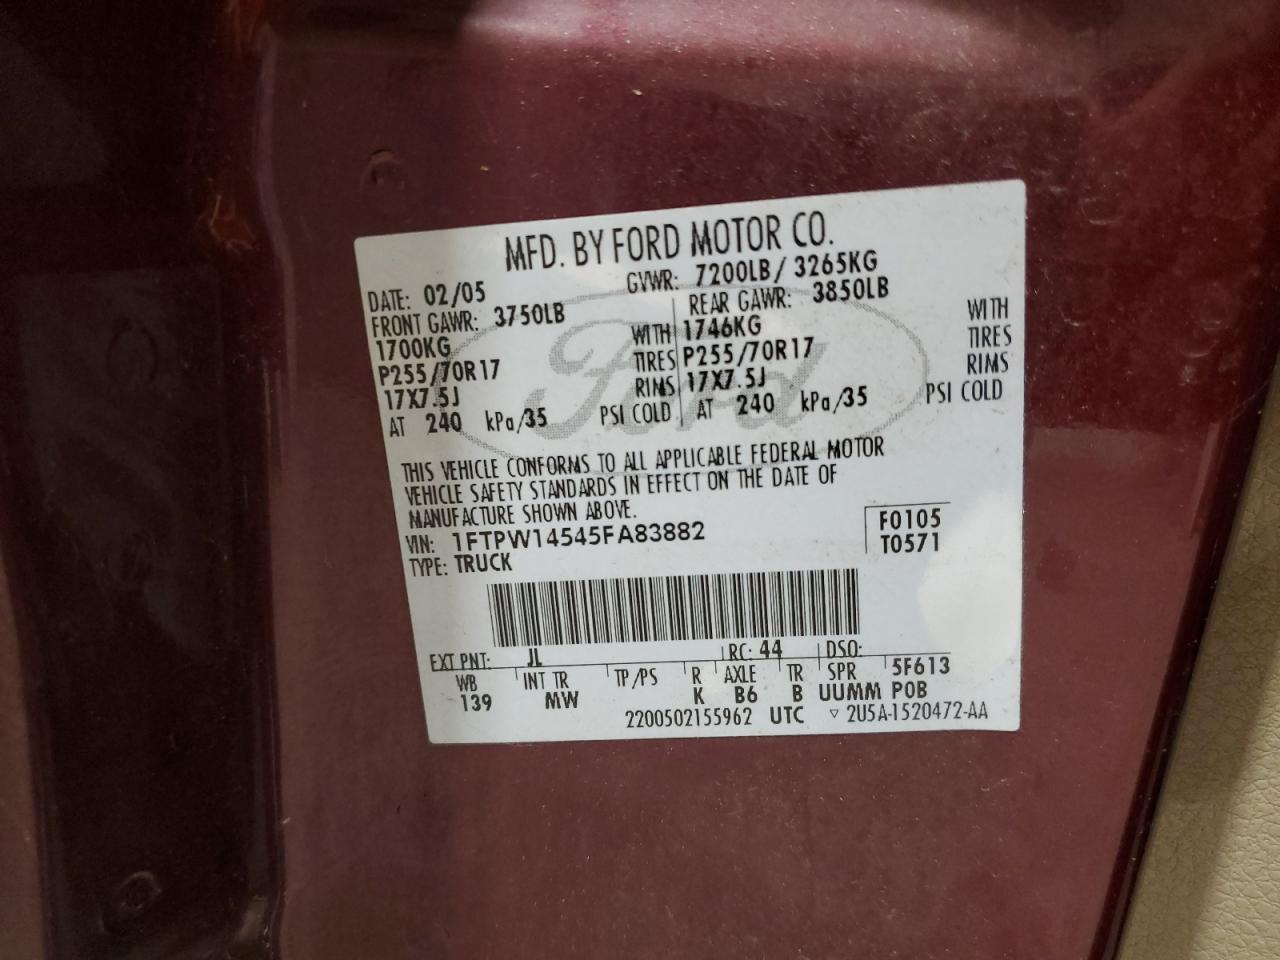 MFD. BY FORD MOTOR CO.
DATE: 02/05 GVWR: 7200LB / 3265KG
FRONT GAWR: 3750LB REAR GAWR: 3850LB
1700KG WITH 1746KG WITH
P255/70R17 TIRES P255/70R17 TIRES
17X7.5J RIMS 17X7.5J RIMS
AT 240 kPa/35 PSI COLD AT 240 kPa/35 PSI COLD
Ford
THIS VEHICLE CONFORMS TO ALL APPLICABLE FEDERAL MOTOR
VEHICLE SAFETY STANDARDS IN EFFECT ON THE DATE OF
MANUFACTURE SHOWN ABOVE.
VIN: 1FTPW14545FA83882 F0105
TYPE: TRUCK T0571
EXT PNT: JL RC: 44 DSO:
WB INT TR TP/PS R AXLE TR SPR 5F613
139 MW K B6 B UUMM POB
2200502155962 UTC ▽ 2U5A-1520472-AA